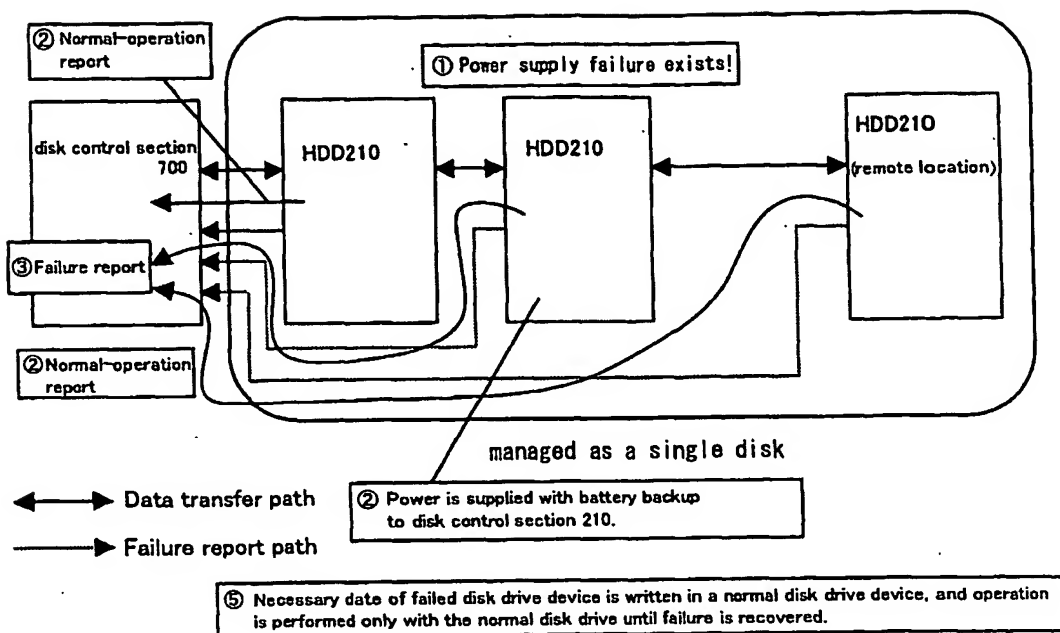 ② Normal-operation
report
① Power supply failure exists!
disk control section
700
HDD210
HDD210
HDD210
(remote location)
③ Failure report
② Normal-operation
report
managed as a single disk
Data transfer path
② Power is supplied with battery backup
to disk control section 210.
Failure report path
⑤ Necessary date of failed disk drive device is written in a normal disk drive device, and operation
is performed only with the normal disk drive until failure is recovered.